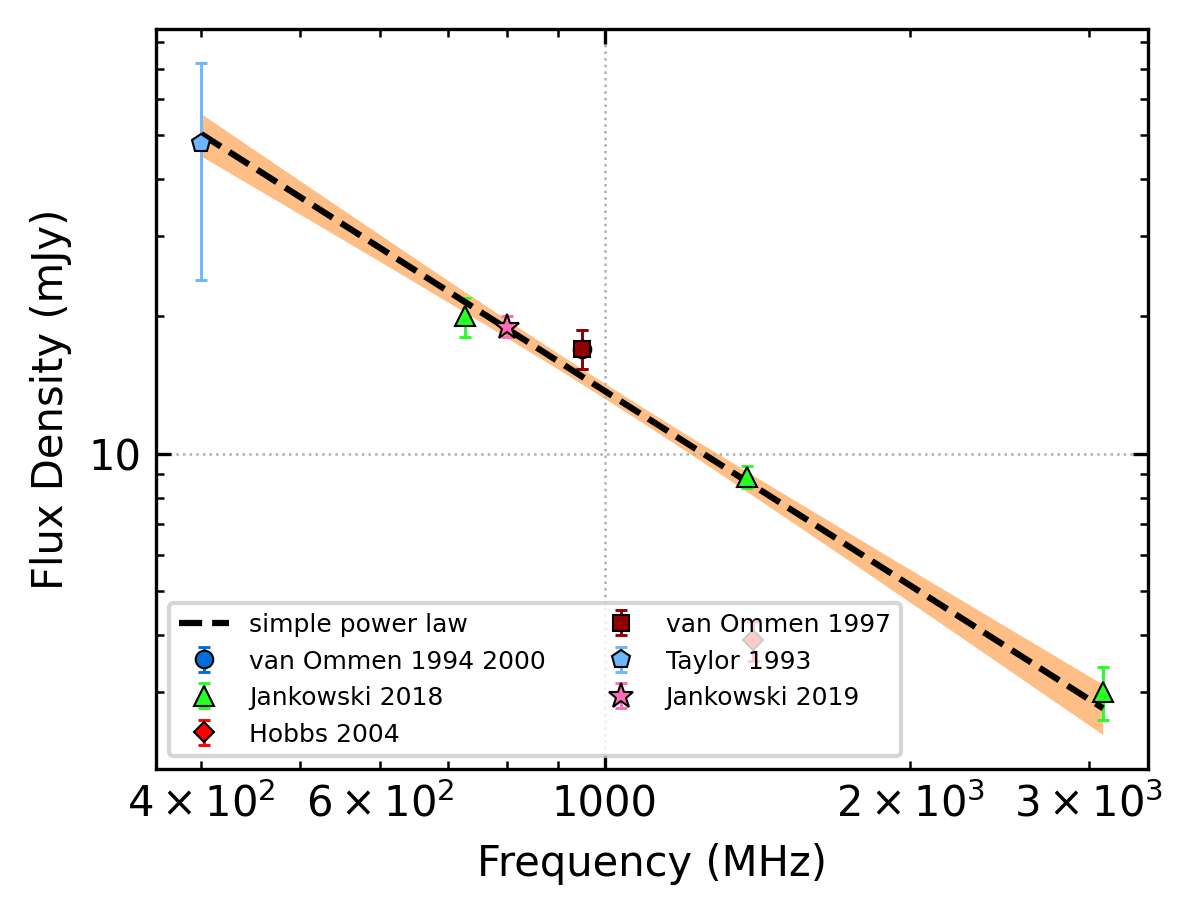 Flux Density (mJy)
10
simple power law
van Ommen 1994 2000
Jankowski 2018
Hobbs 2004
van Ommen 1997
Taylor 1993
Jankowski 2019
4 × 10² 6 × 10² 1000 2 × 10³ 3 × 10³
Frequency (MHz)